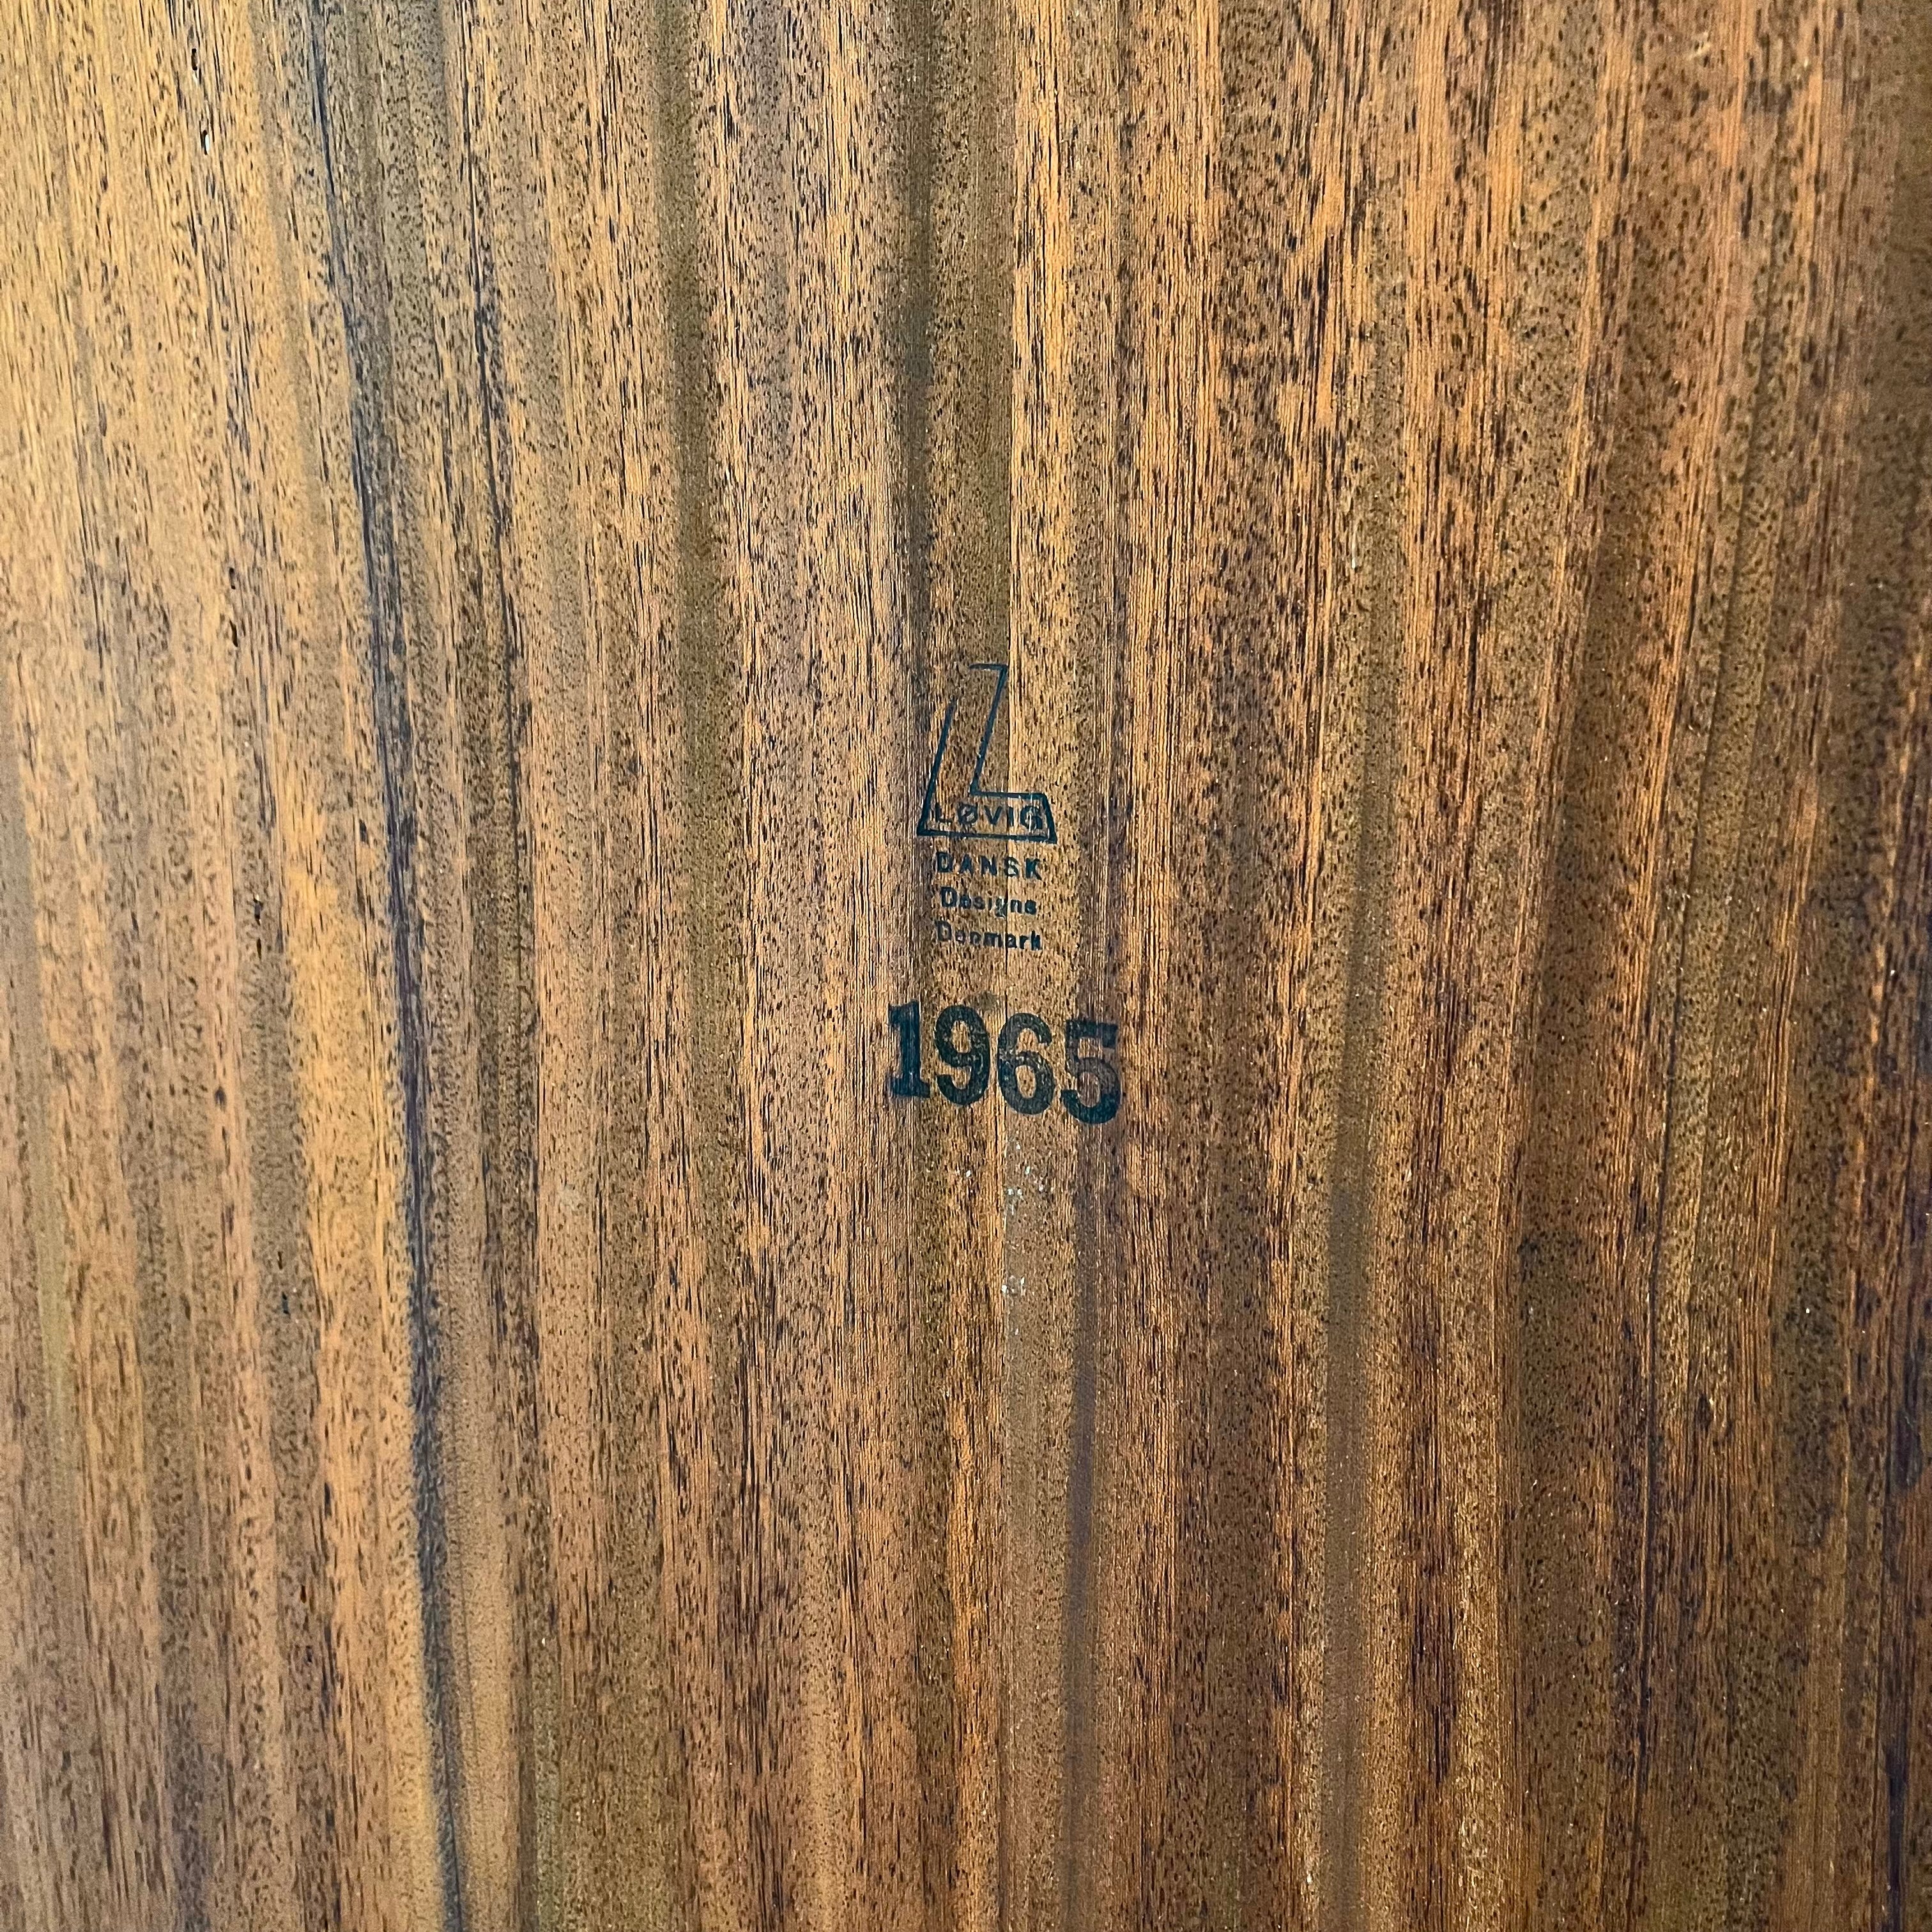 LØVIG
DANSK
Designs
Denmark
1965